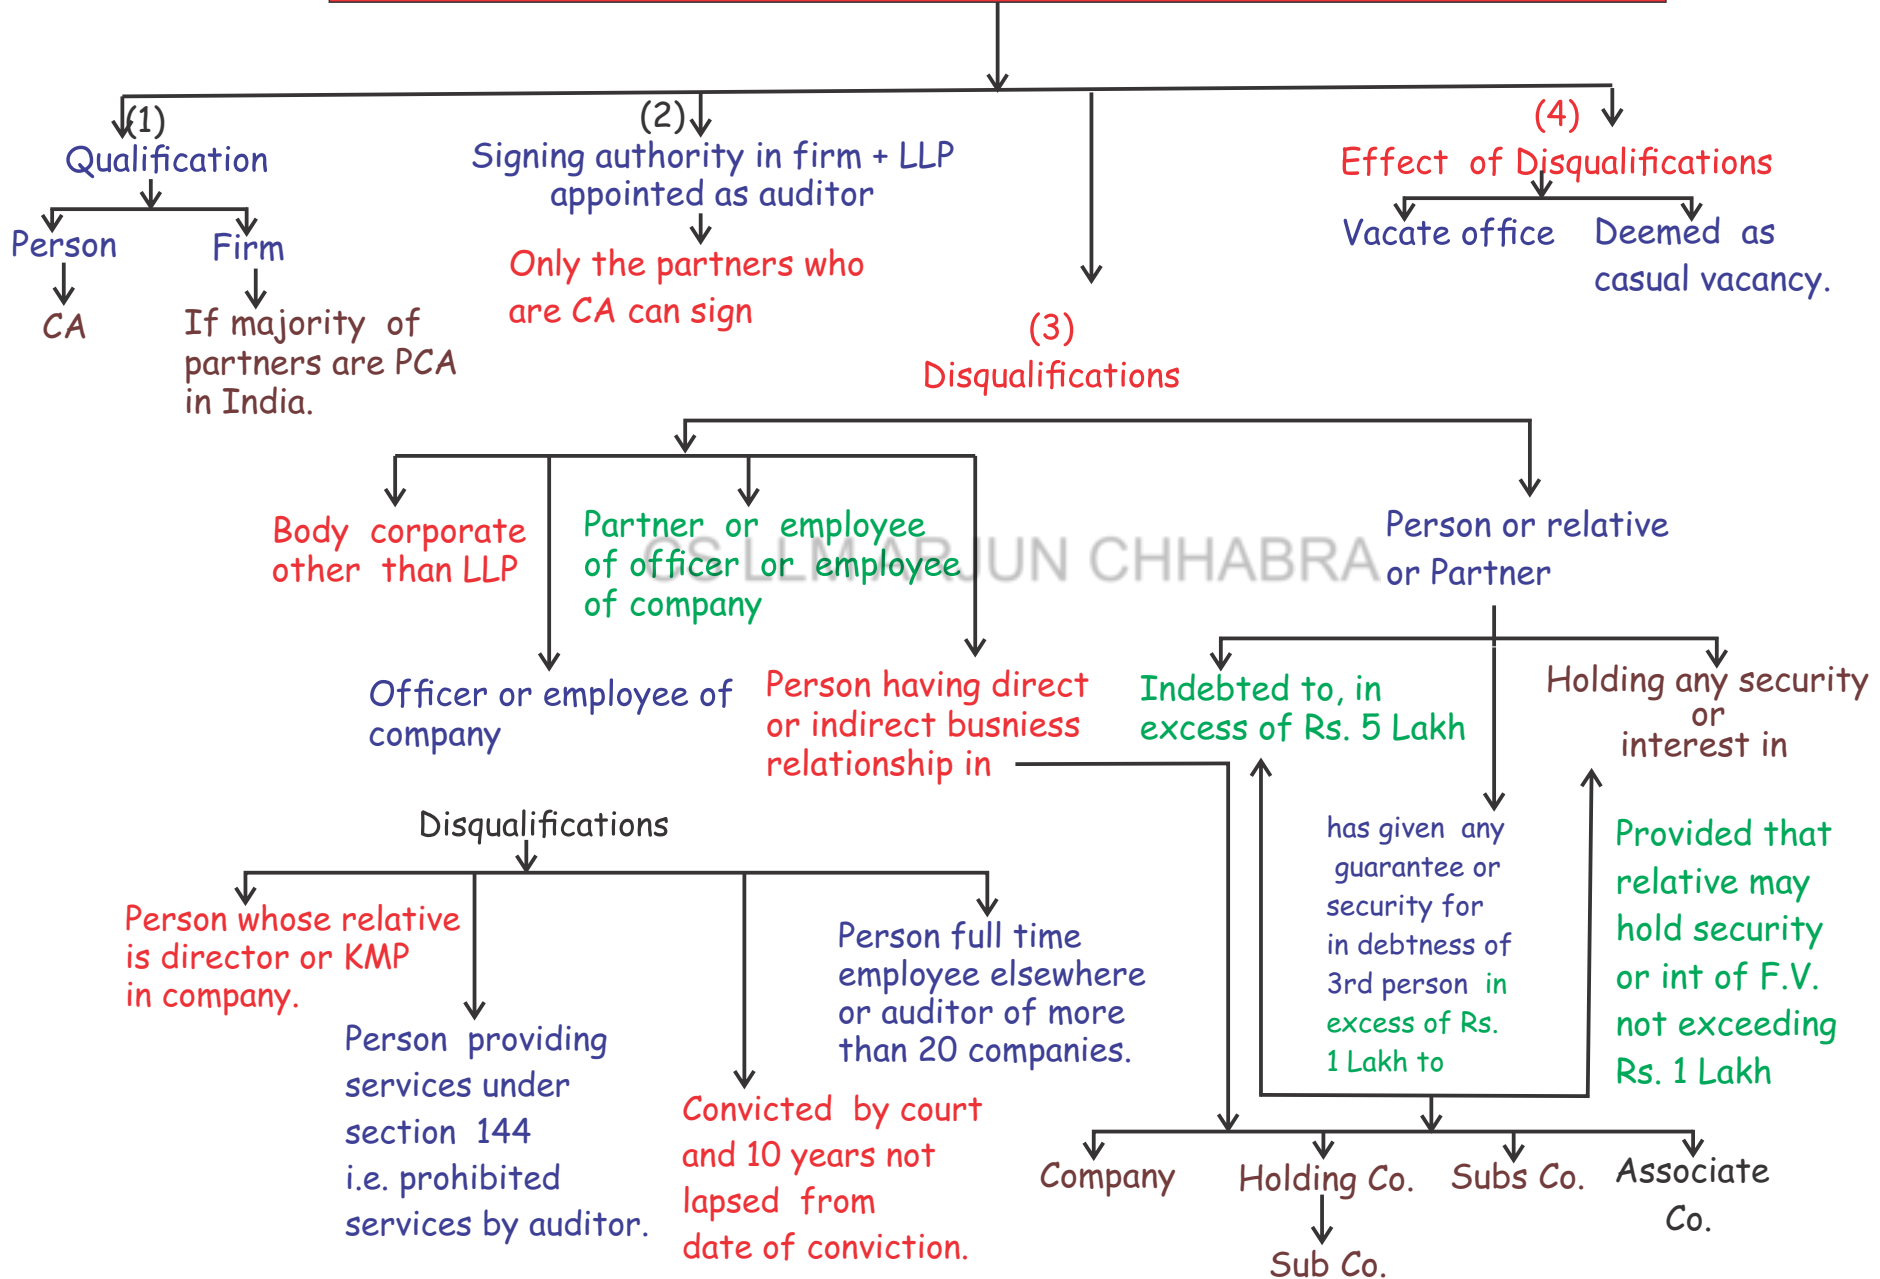 (1)
Qualification
Person
CA
Firm
If majority of
partners are PCA
in India.
(2)
Signing authority in firm + LLP
appointed as auditor
Only the partners who
are CA can sign
(3)
Disqualifications
(4)
Effect of Disqualifications
Vacate office
Deemed as
casual vacancy.
Body corporate
other than LLP
Partner or employee
of officer or employee
of company
CS LLM ARJUN CHHABRA
Person or relative
or Partner
Officer or employee of
company
Person having direct
or indirect busniess
relationship in
Indebted to, in
excess of Rs. 5 Lakh
Holding any security
or
interest in
has given any
guarantee or
security for
in debtness of
3rd person in
excess of Rs.
1 Lakh to
Provided that
relative may
hold security
or int of F.V.
not exceeding
Rs. 1 Lakh
Disqualifications
Person whose relative
is director or KMP
in company.
Person providing
services under
section 144
i.e. prohibited
services by auditor.
Convicted by court
and 10 years not
lapsed from
date of conviction.
Person full time
employee elsewhere
or auditor of more
than 20 companies.
Company
Holding Co.
Sub Co.
Subs Co.
Associate
Co.